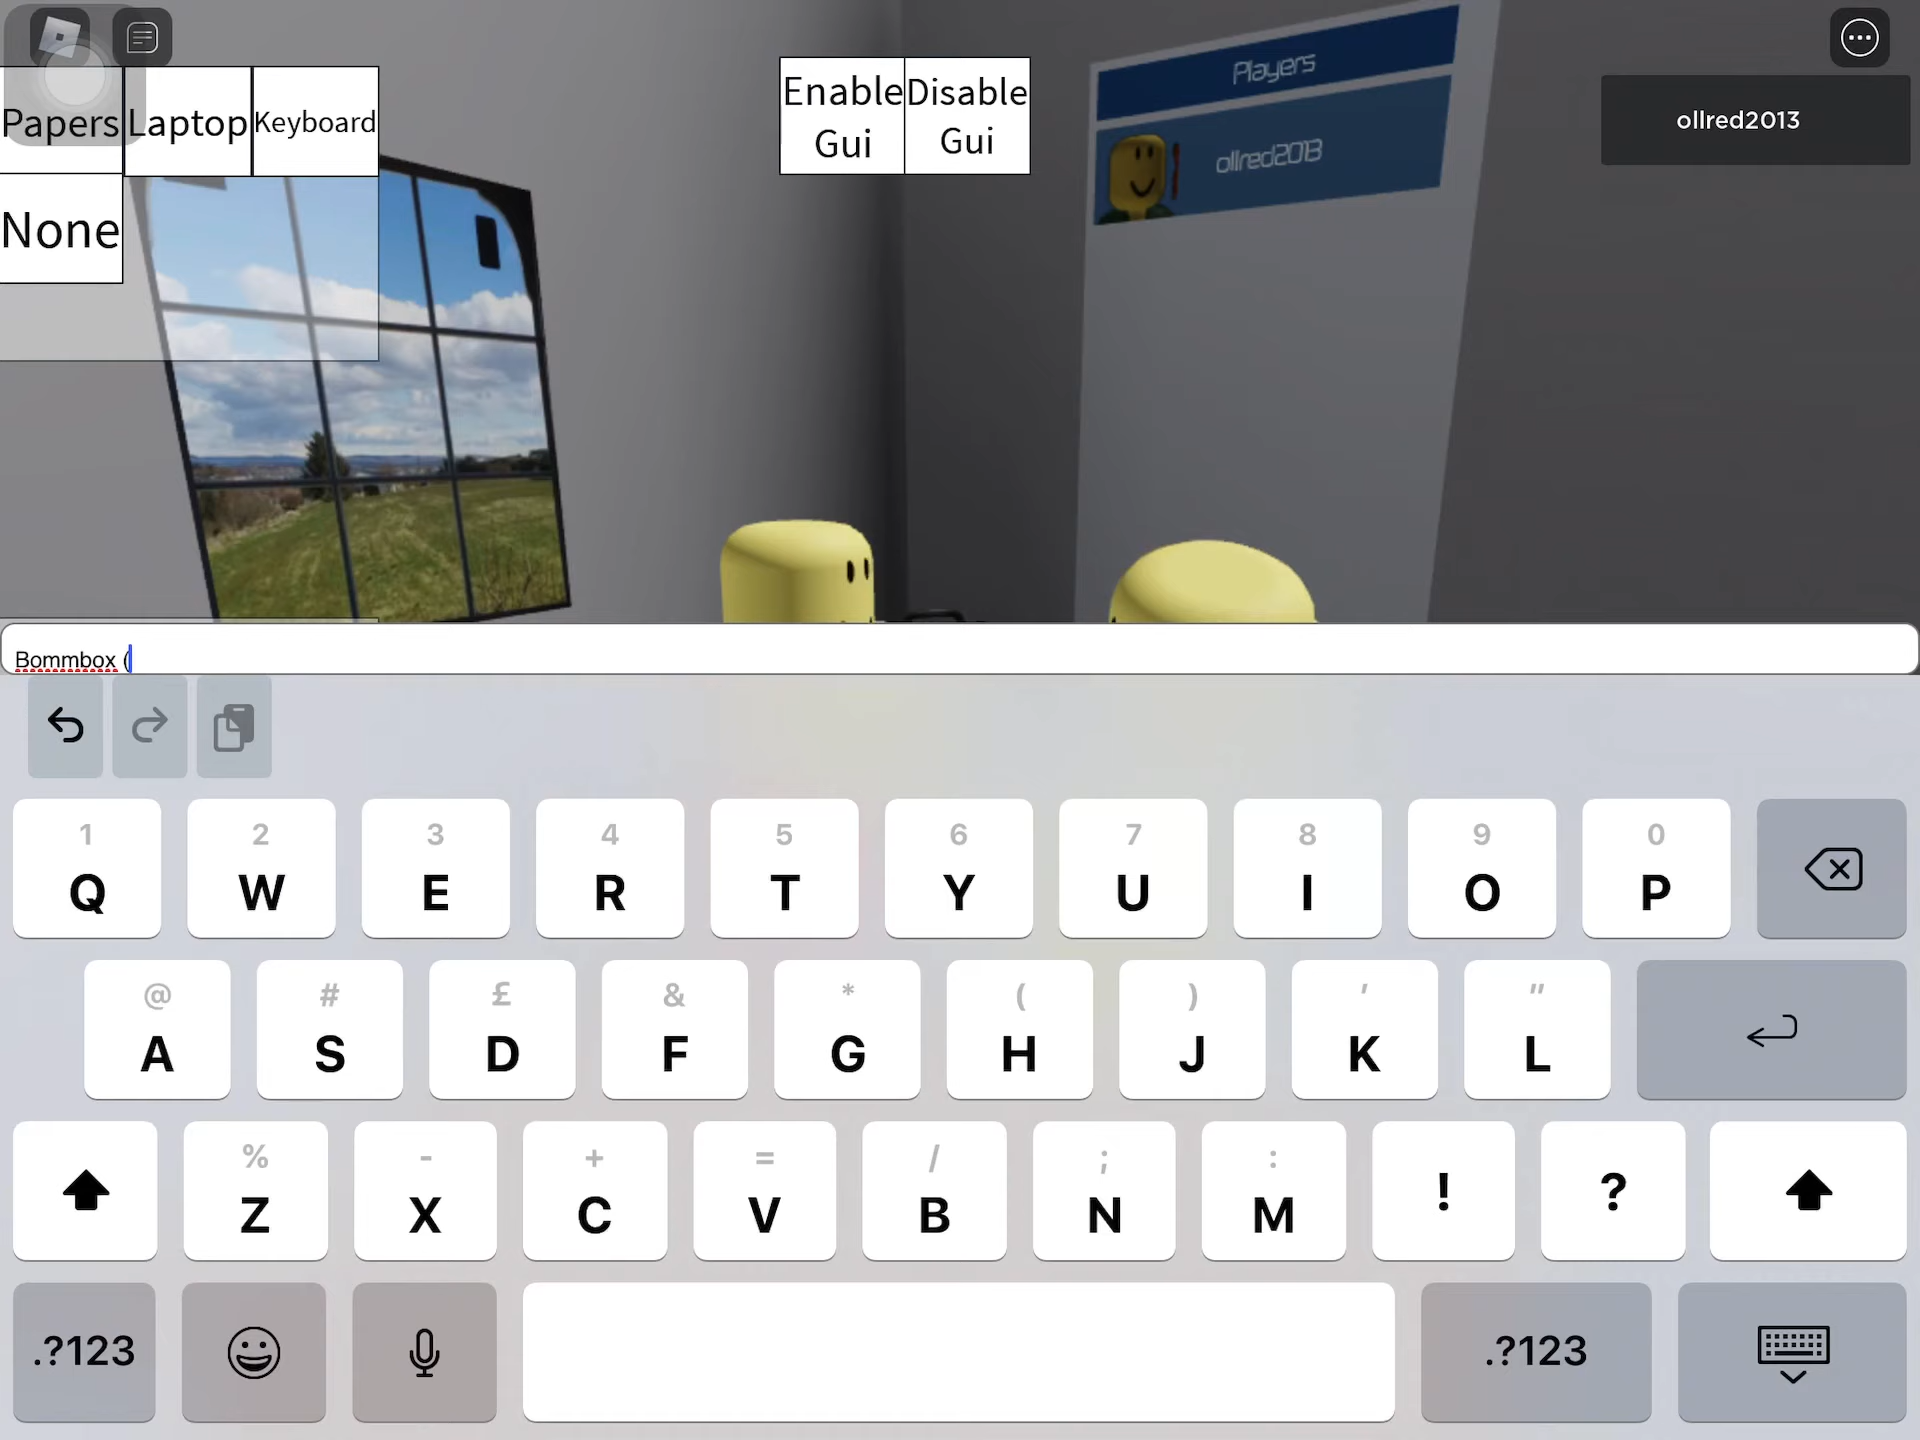 Papers
Laptop
Keyboard
None
Enable
Gui
Disable
Gui
Players
ollred2013
ollred2013
Bommbox (
1 2 3 4 5 6 7 8 9 0
Q W E R T Y U I O P
@ # £ & * ( ) ' "
A S D F G H J K L
% - + = / ; :
Z X C V B N M ! ?
.?123 .?123